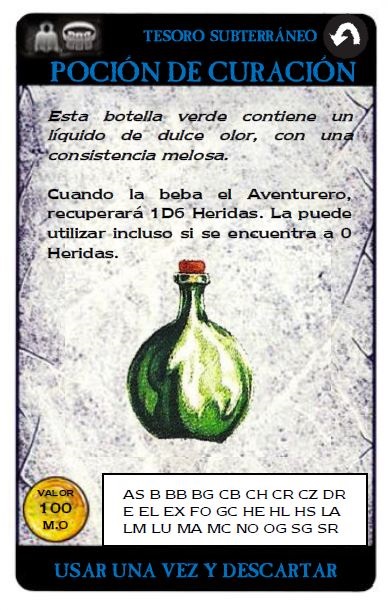 TESORO SUBTERRÁNEO
POCIÓN DE CURACIÓN
Esta botella verde contiene un
líquido de dulce olor, con una
consistencia melosa.
Cuando la beba el Aventurero,
recuperará 1D6 Heridas. La puede
utilizar incluso si se encuentra a 0
Heridas.
VALOR
100
M.O
AS B BB BG CB CH CR CZ DR
E EL EX FO GC HE HL HS LA
LM LU MA MC NO OG SG SR
USAR UNA VEZ Y DESCARTAR